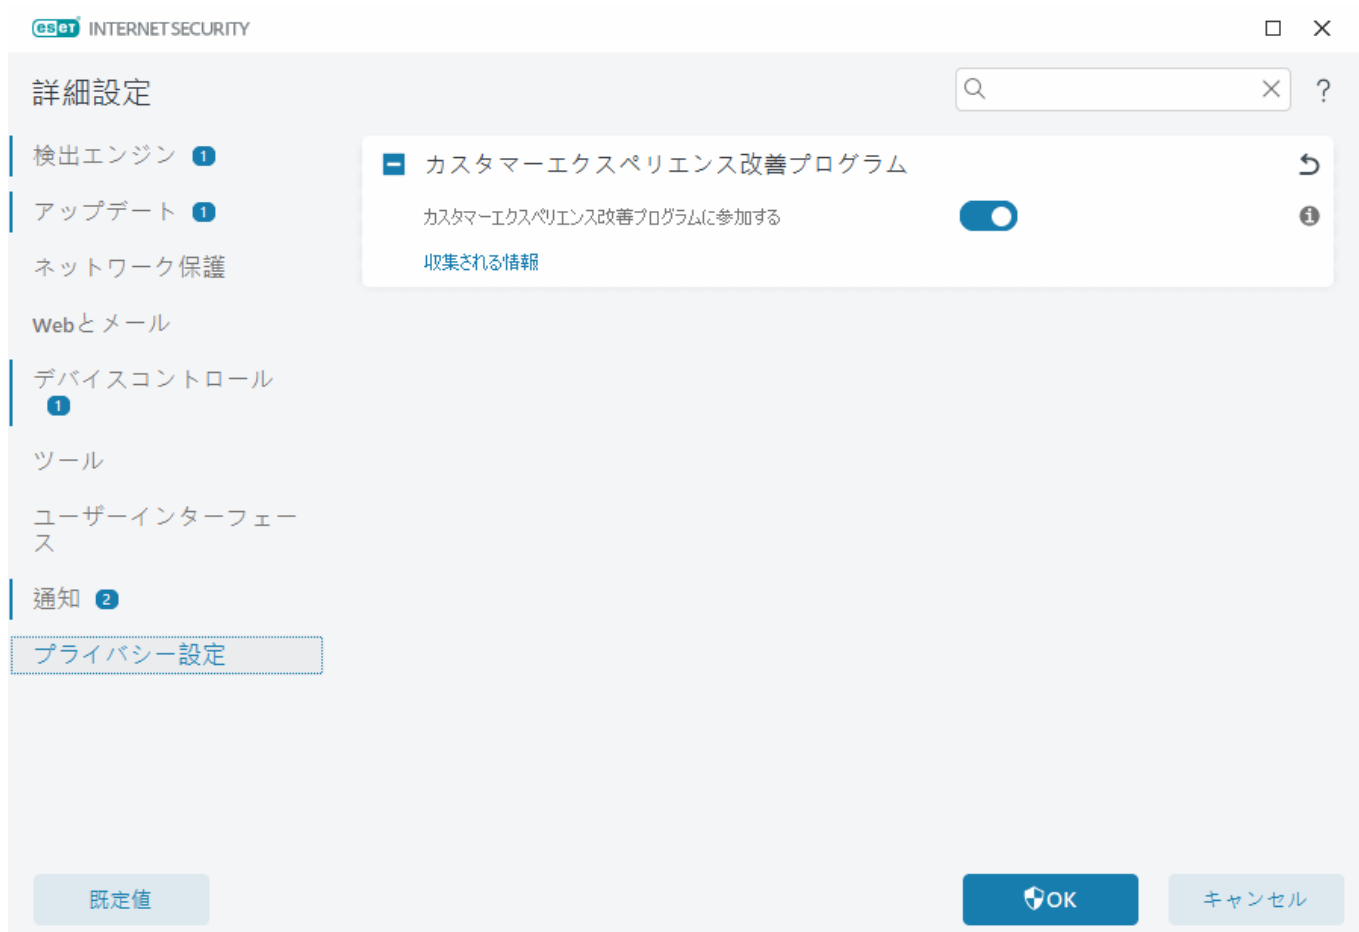 eset INTERNET SECURITY
詳細設定
?
検出エンジン 1
アップデート 1
ネットワーク保護
Webとメール
デバイスコントロール
1
ツール
ユーザーインターフェー
ス
通知 2
プライバシー設定
カスタマーエクスペリエンス改善プログラム
カスタマーエクスペリエンス改善プログラムに参加する
収集される情報
既定値
OK
キャンセル